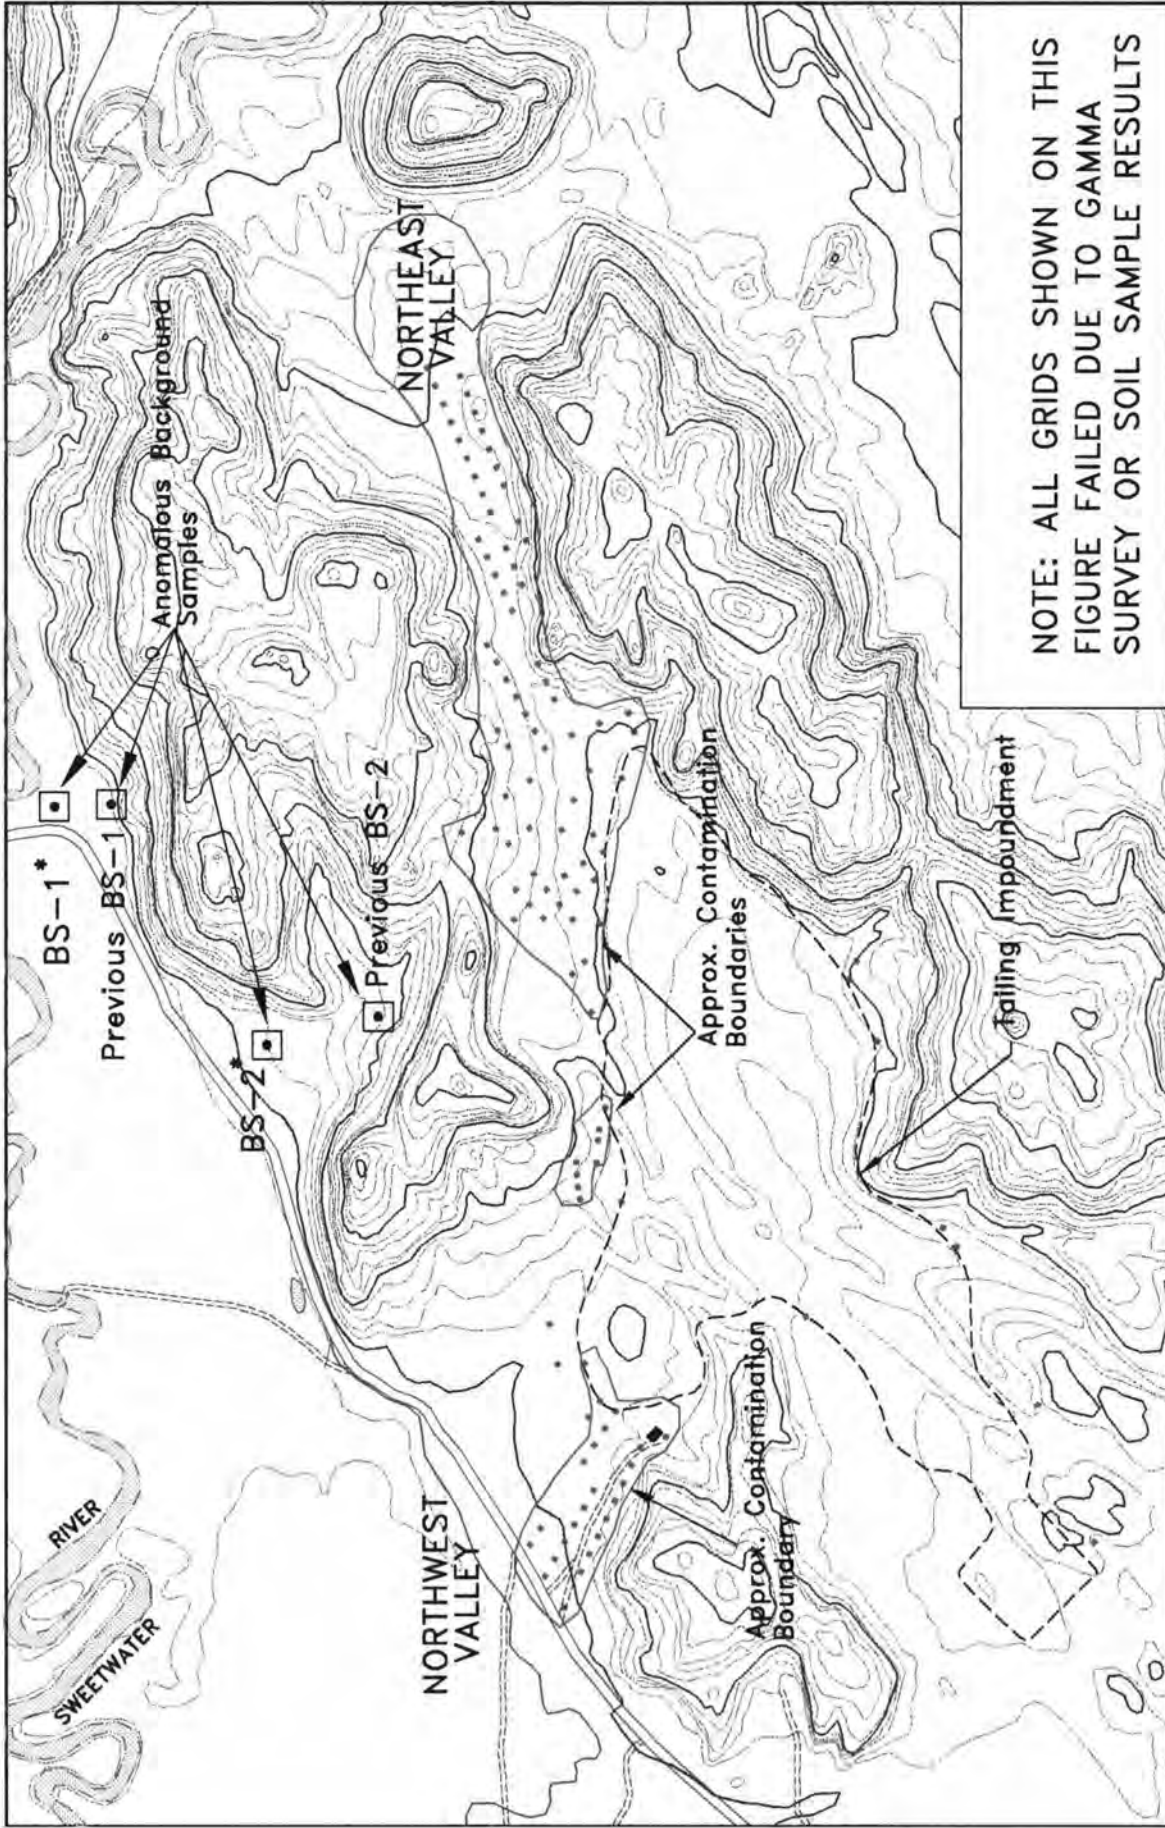 RIVER
SWEETWATER
NORTHWEST
VALLEY
BS-1*
Previous BS-1
BS-2*
Previous BS-2
Anomalous Background
Samples
NORTHEAST
VALLEY
Approx. Contamination
Boundaries
Approx. Contamination
Boundary
Tailing Impoundment
NOTE: ALL GRIDS SHOWN ON THIS
FIGURE FAILED DUE TO GAMMA
SURVEY OR SOIL SAMPLE RESULTS